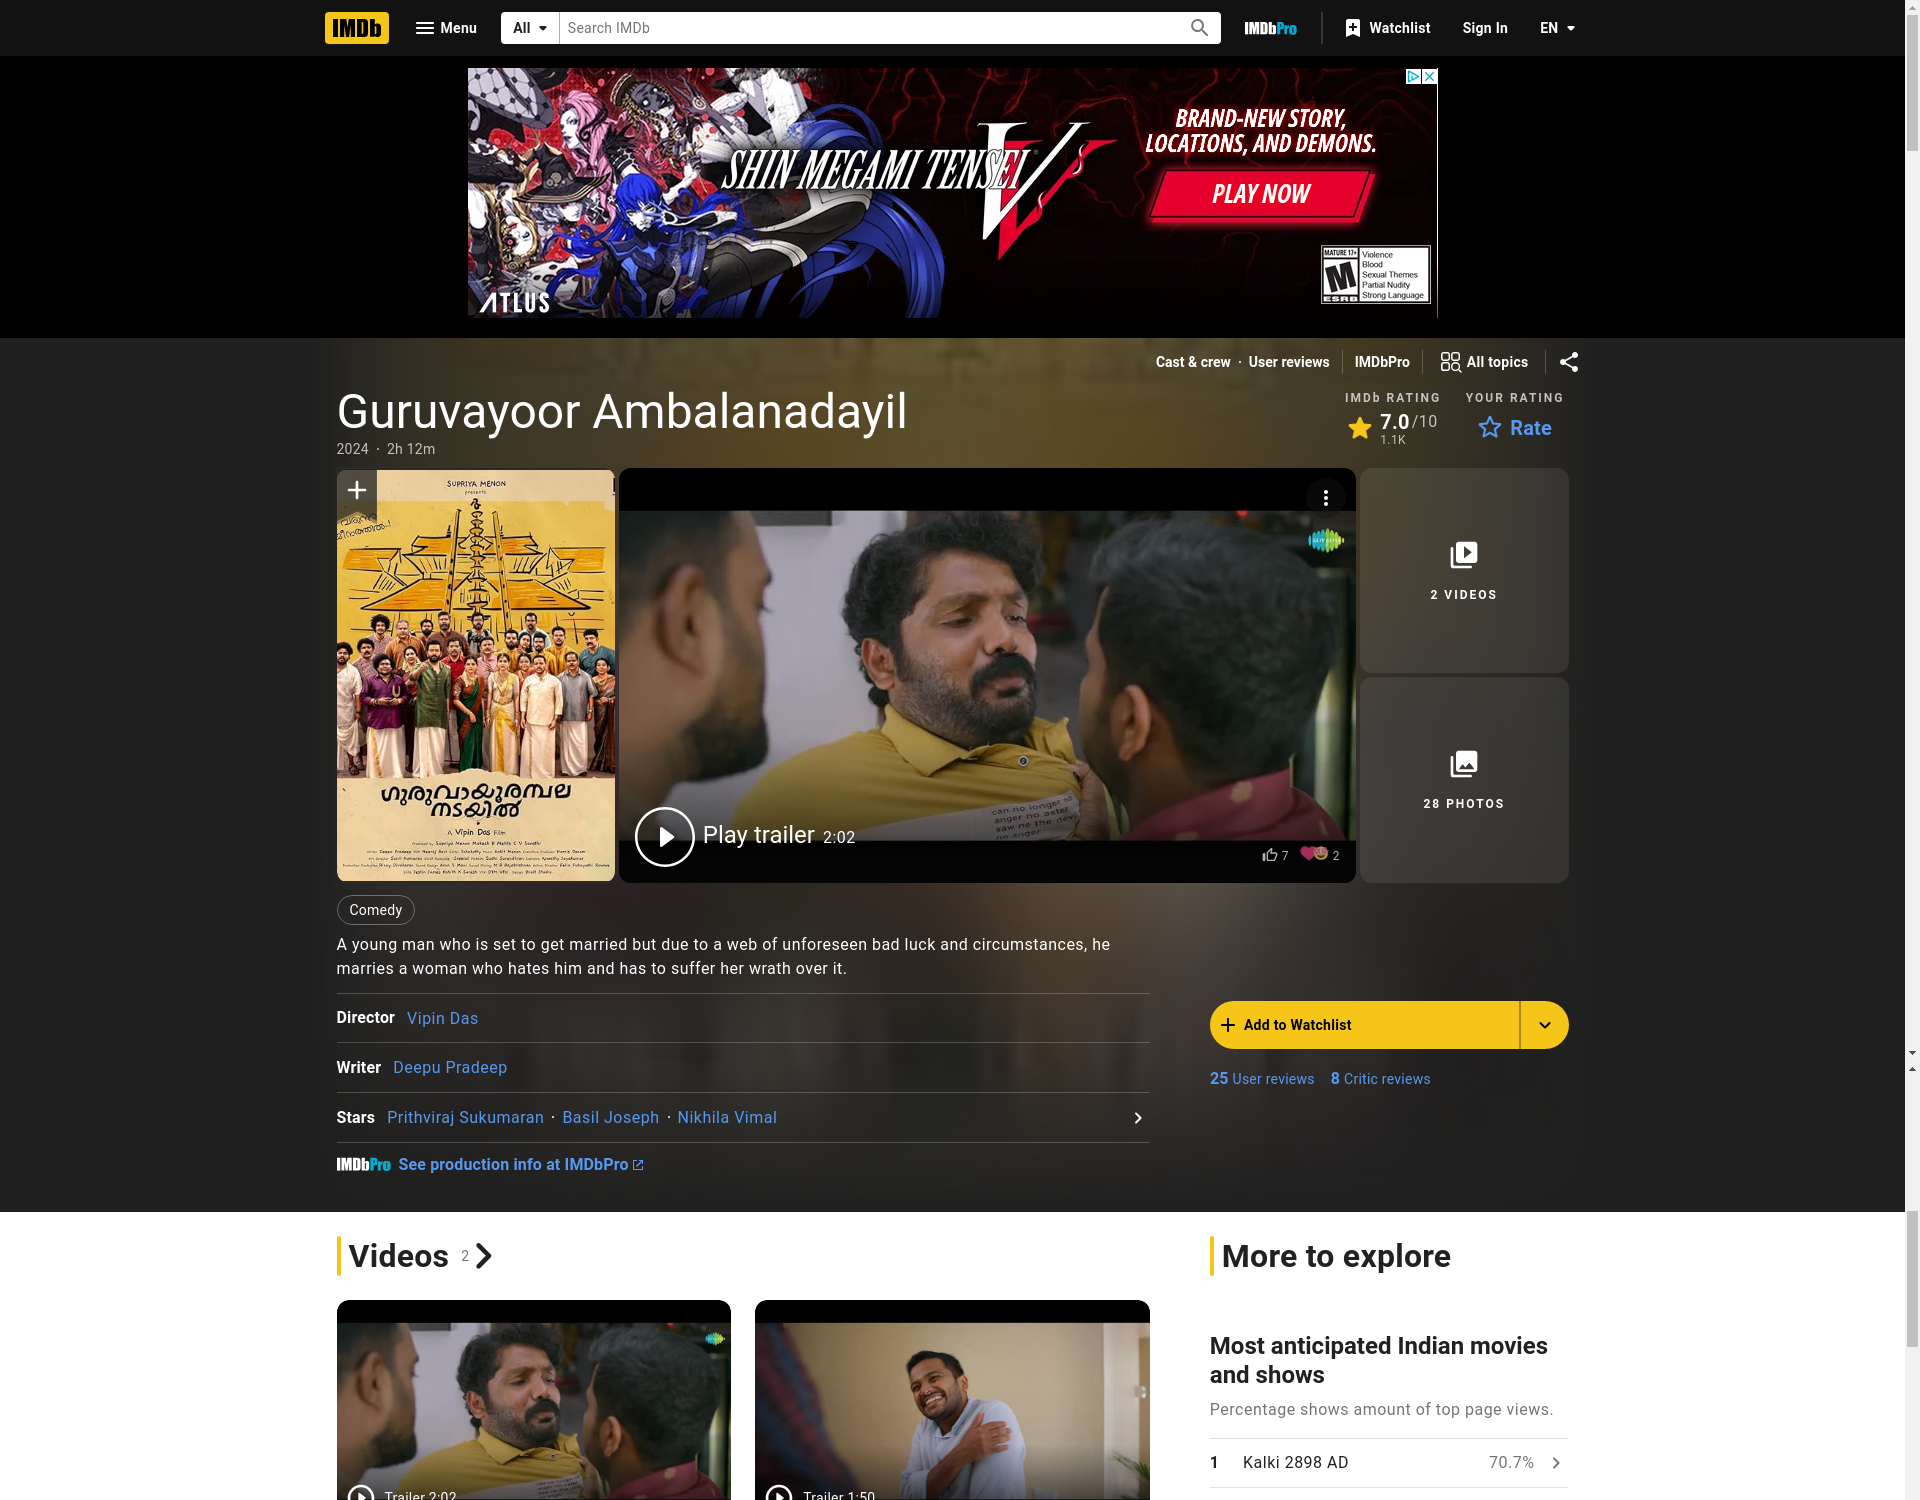 IMDb
Menu
All
Search IMDb
IMDbPro
Watchlist
Sign In
EN
SHIN MEGAMI TENSEI V
BRAND-NEW STORY,
LOCATIONS, AND DEMONS.
PLAY NOW
MATURE 17+
M
ESRB
Violence
Blood
Sexual Themes
Partial Nudity
Strong Language
ATLUS
Cast & crew · User reviews
IMDbPro
All topics
Guruvayoor Ambalanadayil
2024 · 2h 12m
IMDb RATING
7.0/10
1.1K
YOUR RATING
Rate
SUPRIYA MENON
presents
ഗുരുവായൂരമ്പല
നടയിൽ
A Vipin Das Film
can no longer
Play trailer 2:02
7
2
2 VIDEOS
28 PHOTOS
Comedy
A young man who is set to get married but due to a web of unforeseen bad luck and circumstances, he
marries a woman who hates him and has to suffer her wrath over it.
Director Vipin Das
Writer Deepu Pradeep
Stars Prithviraj Sukumaran · Basil Joseph · Nikhila Vimal
IMDbPro See production info at IMDbPro
Add to Watchlist
25 User reviews 8 Critic reviews
Videos 2
Trailer 2:02
Trailer 1:50
More to explore
Most anticipated Indian movies
and shows
Percentage shows amount of top page views.
1 Kalki 2898 AD 70.7%